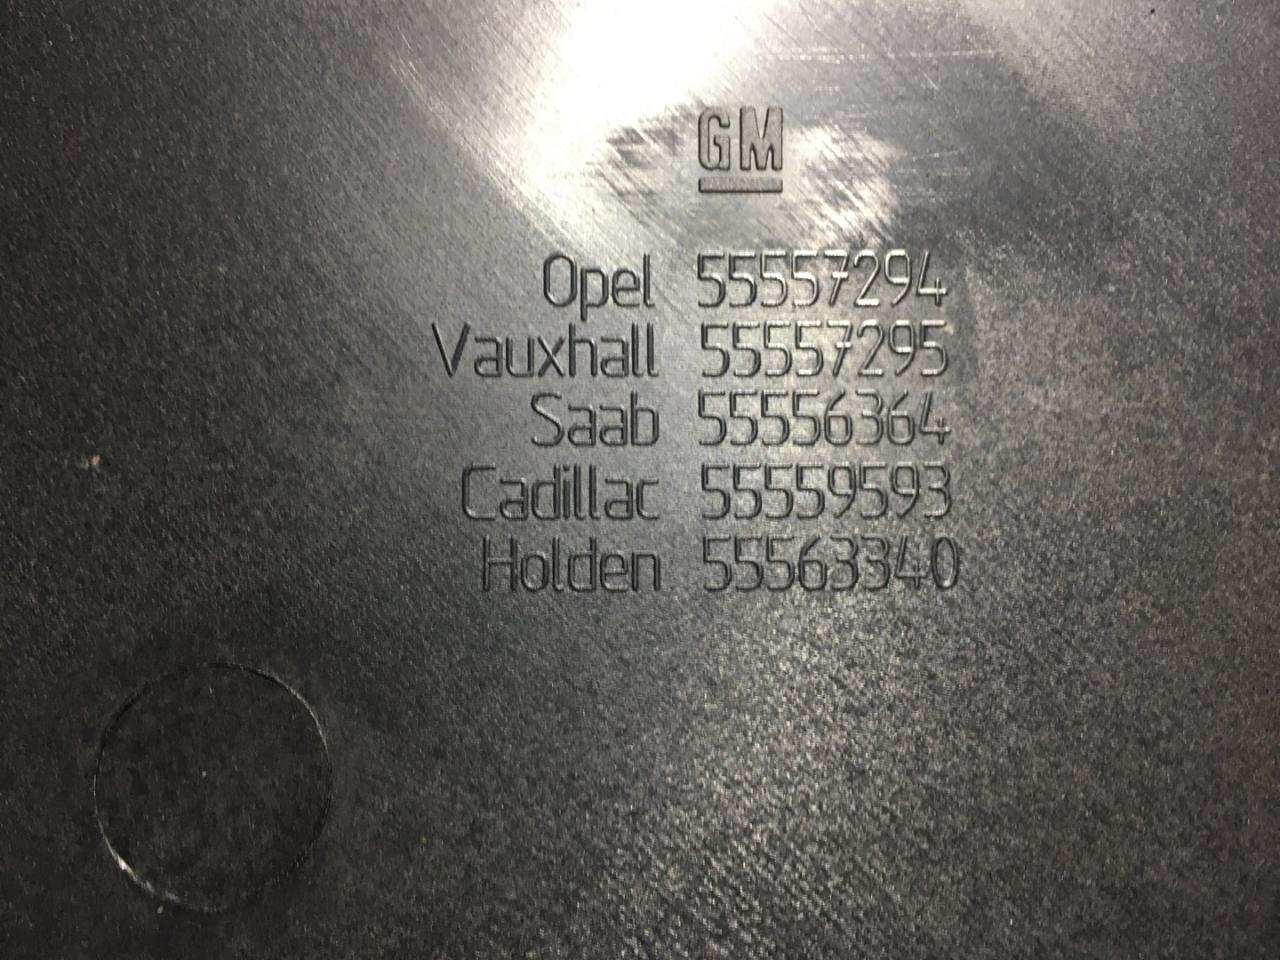 GM
Opel 55557294
Vauxhall 55557295
Saab 55556364
Cadillac 55559593
Holden 55563340